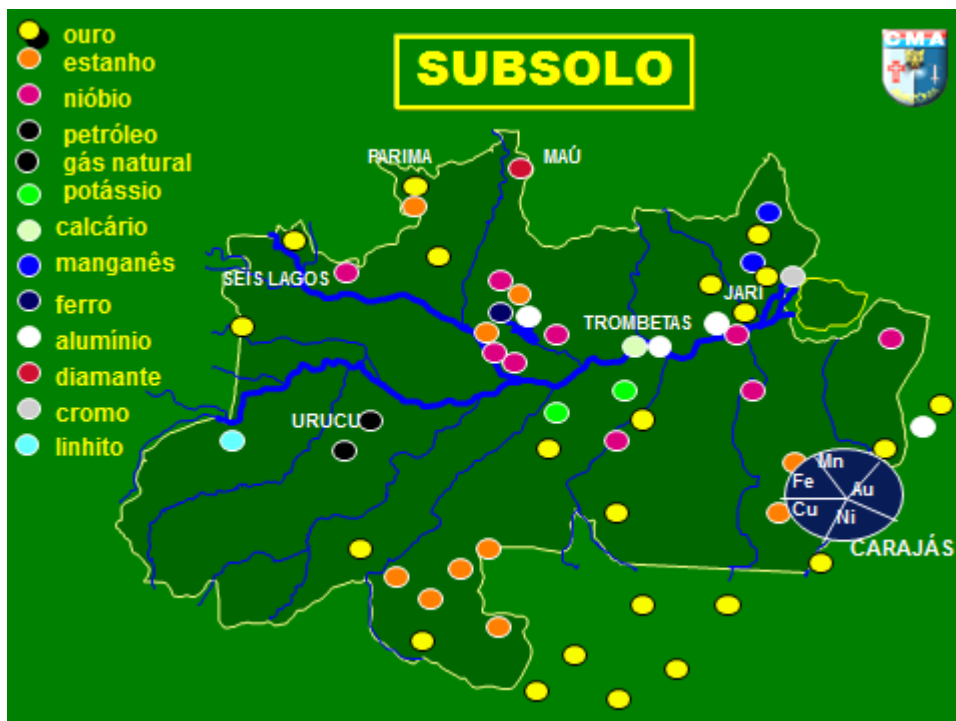 SUBSOLO
CMA
ouro
estanho
nióbio
petróleo
gás natural
potássio
calcário
manganês
ferro
alumínio
diamante
cromo
linhito
PARIMA
MAÚ
SEIS LAGOS
JARI
TROMBETAS
URUCU
Mn
Fe
Au
Cu
Ni
CARAJÁS